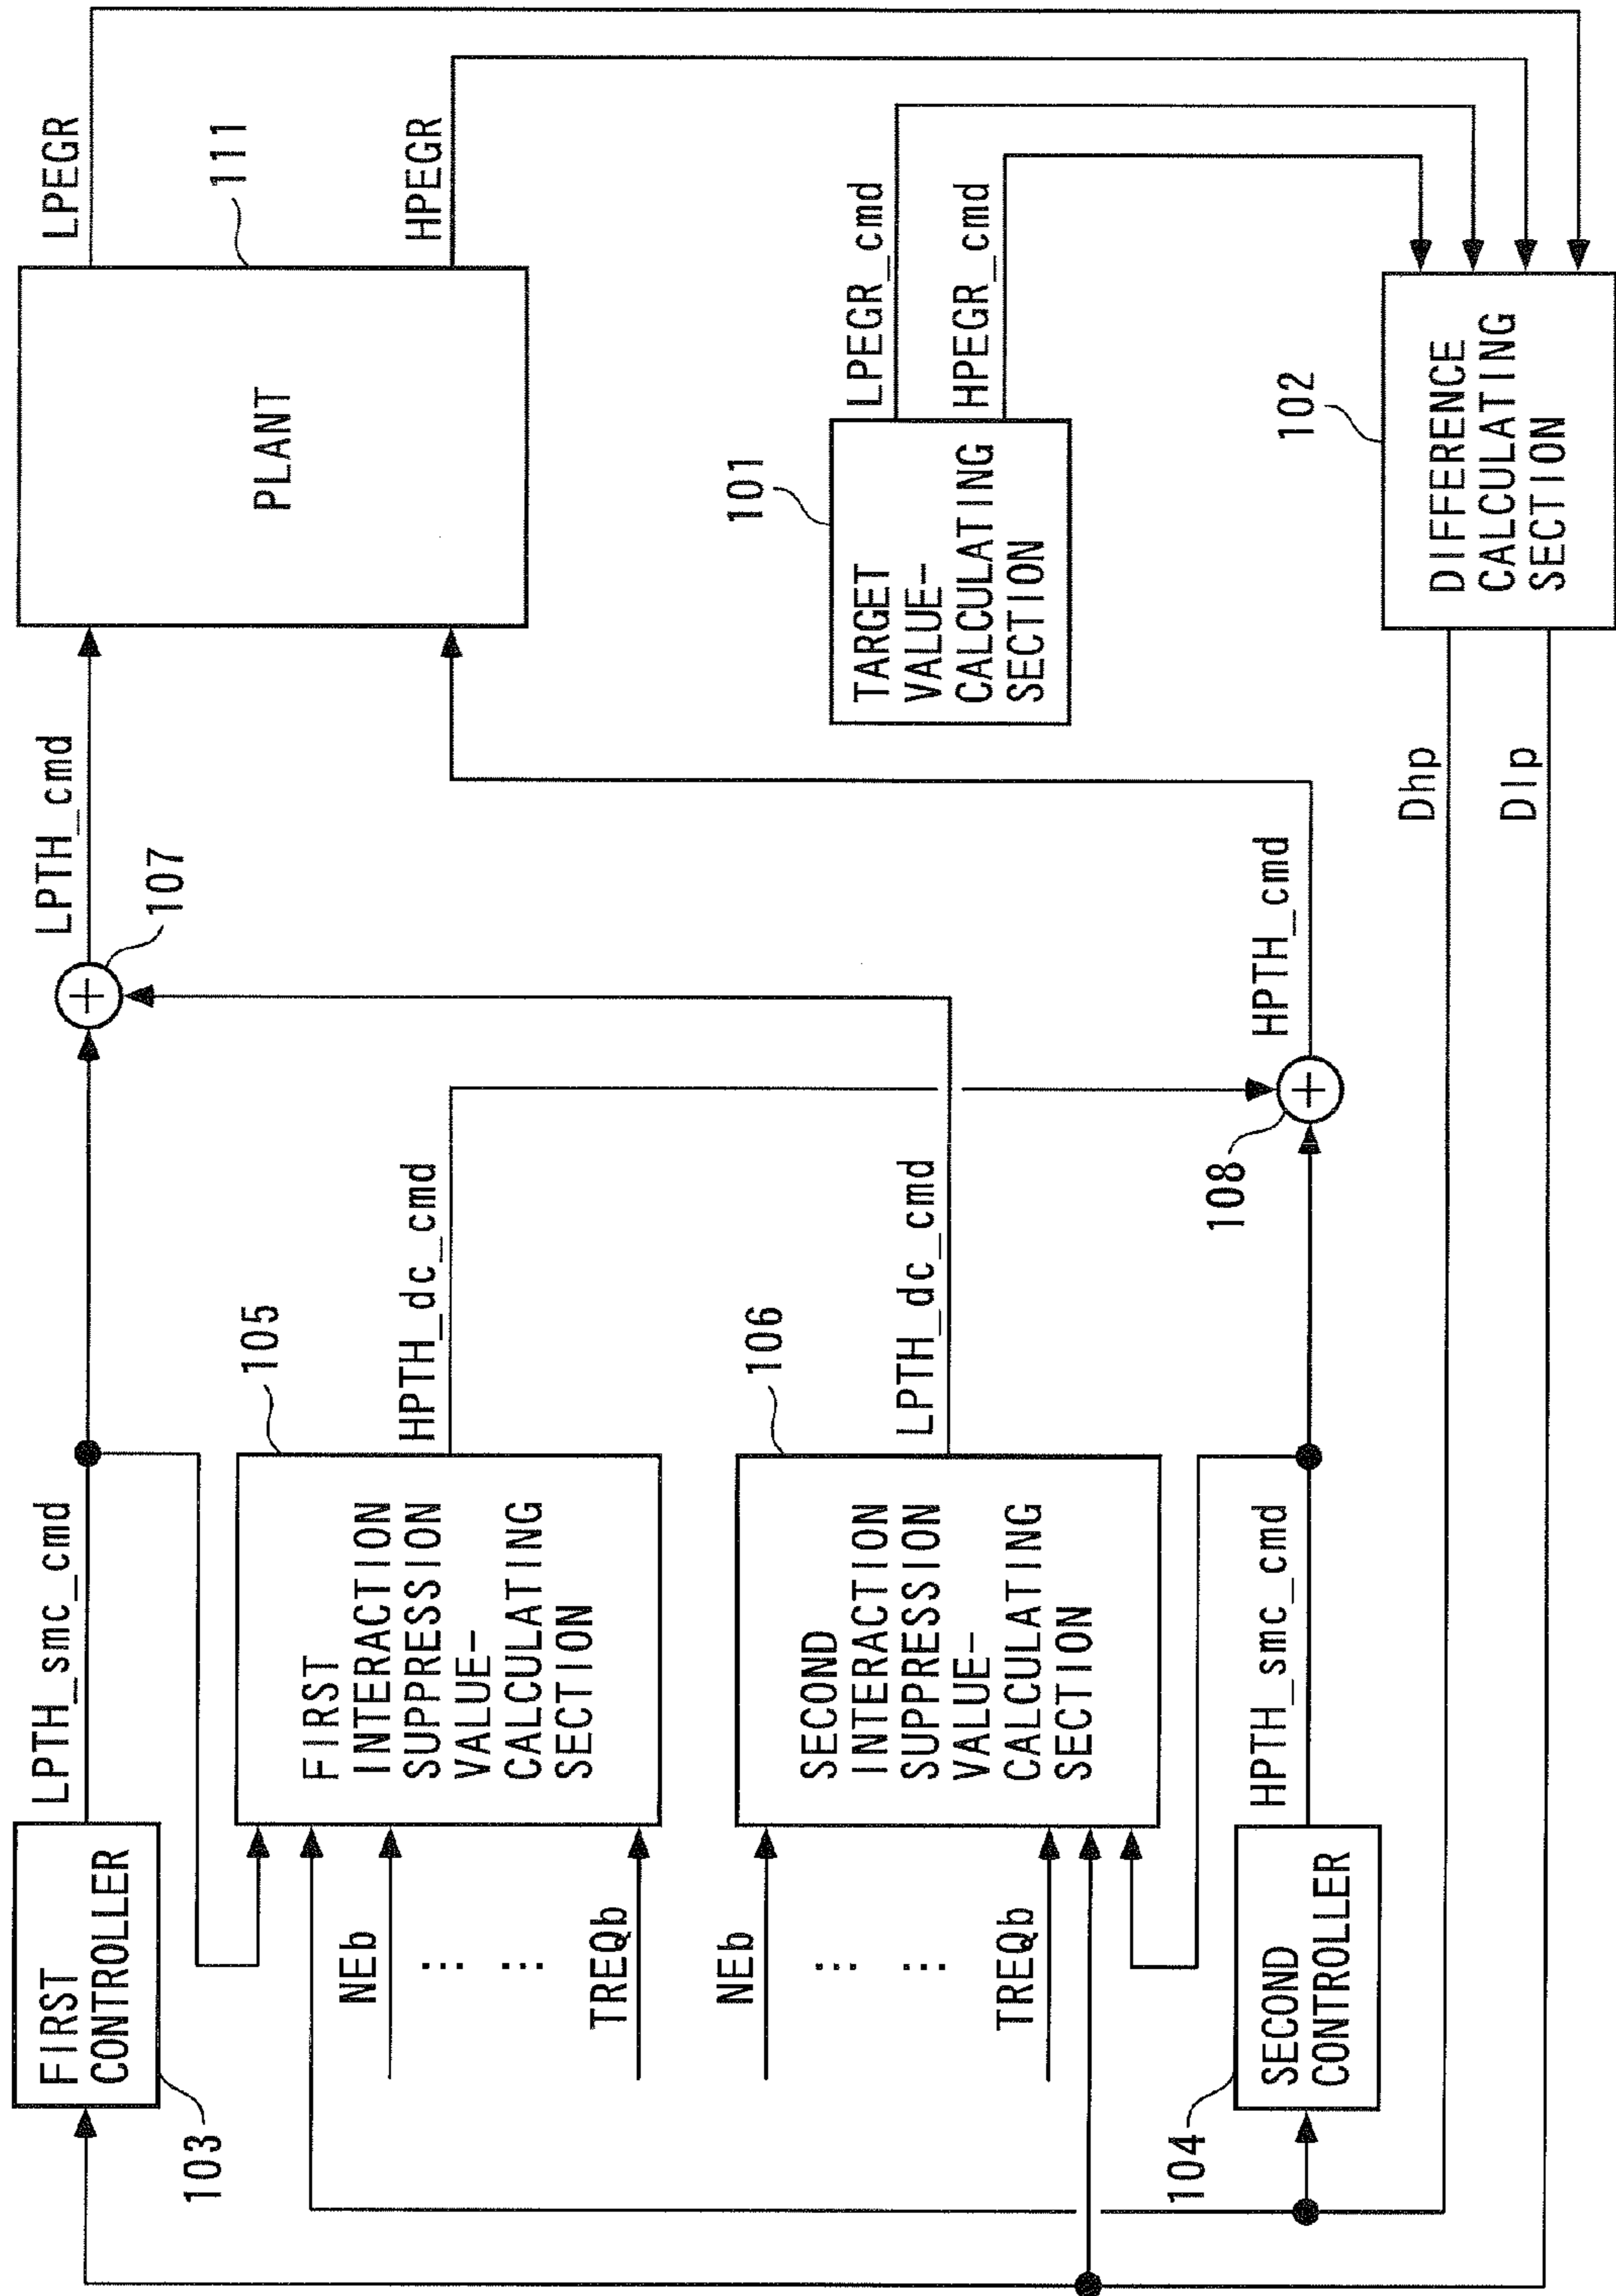 FIRST
CONTROLLER
103
LPTH_smc_cmd
LPTH_cmd
107
PLANT
111
LPEGR
HPEGR
FIRST
INTERACTION
SUPPRESSION
VALUE-
CALCULATING
SECTION
105
NEb
... ...
TREQb
HPTH_dc_cmd
SECOND
INTERACTION
SUPPRESSION
VALUE-
CALCULATING
SECTION
106
NEb
... ...
TREQb
LPTH_dc_cmd
TARGET
VALUE-
CALCULATING
SECTION
101
LPEGR_cmd
HPEGR_cmd
SECOND
CONTROLLER
104
HPTH_smc_cmd
108
HPTH_cmd
DIFFERENCE
CALCULATING
SECTION
102
Dhp
Dlp
+
+